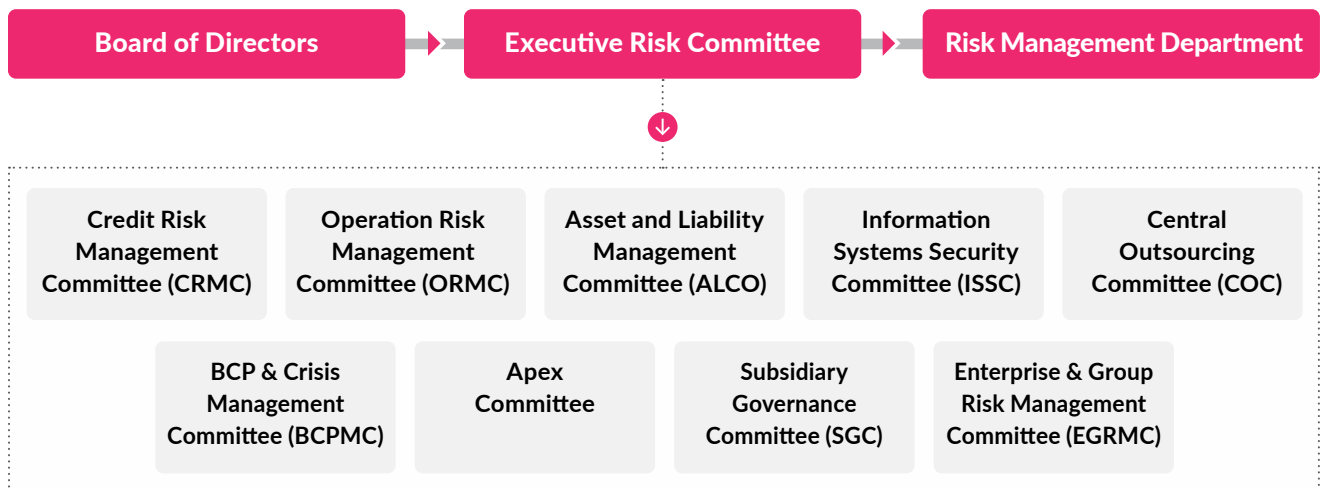 Board of Directors
Executive Risk Committee
Risk Management Department
Credit Risk
Management
Committee (CRMC)
Operation Risk
Management
Committee (ORMC)
Asset and Liability
Management
Committee (ALCO)
Information
Systems Security
Committee (ISSC)
Central
Outsourcing
Committee (COC)
BCP & Crisis
Management
Committee (BCPMC)
Apex
Committee
Subsidiary
Governance
Committee (SGC)
Enterprise & Group
Risk Management
Committee (EGRMC)